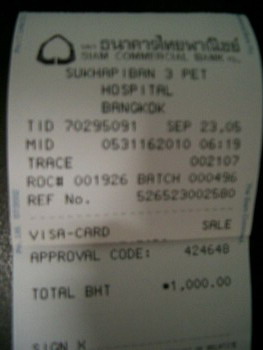 ธนาคารไทยพาณิชย์
SIAM COMMERCIAL BANK
SUKHAPIBAN 3 PET
HOSPITAL
BANGKOK
TID 70295091 SEP 23,05
MID 0531162010 06:19
TRACE 002107
ROC# 001926 BATCH 000496
REF No. 526523002580
VISA-CARD SALE
APPROVAL CODE: 424648
TOTAL BHT *1,000.00
SIGN X